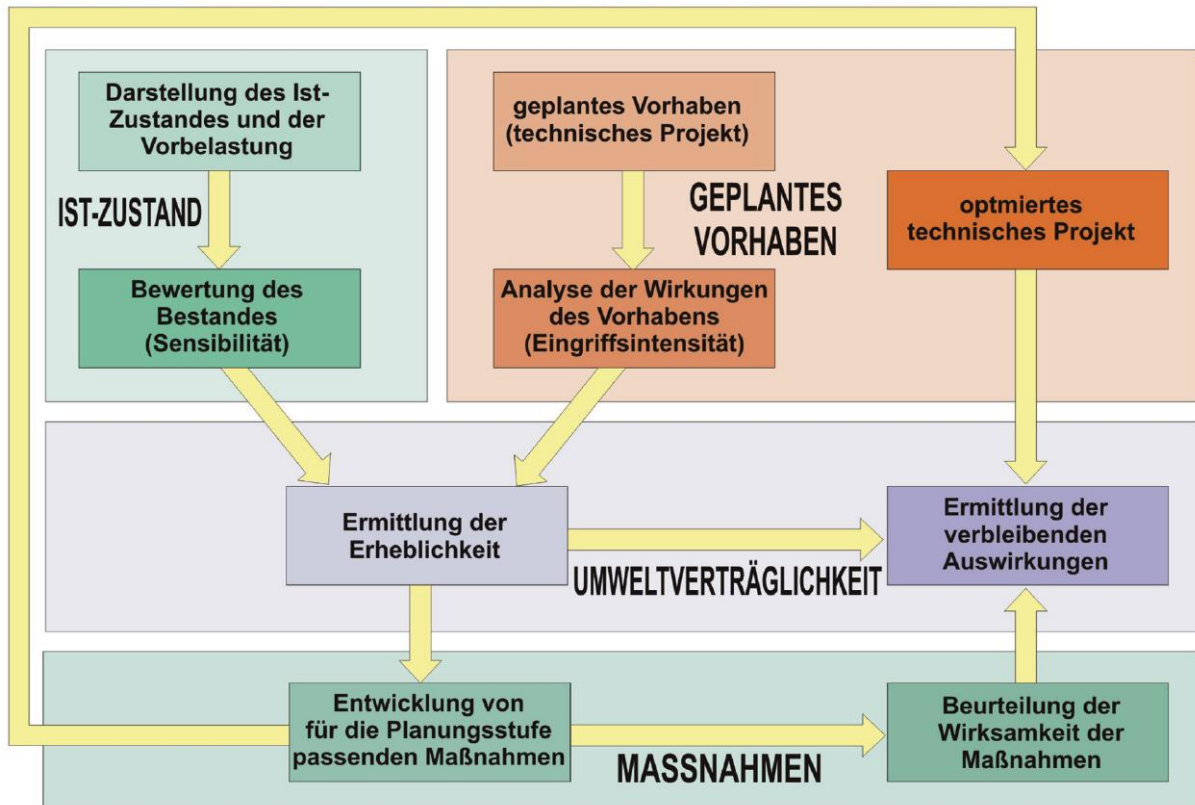 Darstellung des Ist-
Zustandes und der
Vorbelastung
IST-ZUSTAND
Bewertung des
Bestandes
(Sensibilität)
geplantes Vorhaben
(technisches Projekt)
GEPLANTES
VORHABEN
Analyse der Wirkungen
des Vorhabens
(Eingriffsintensität)
optmiertes
technisches Projekt
Ermittlung der
Erheblichkeit
UMWELTVERTRÄGLICHKEIT
Ermittlung der
verbleibenden
Auswirkungen
Entwicklung von
für die Planungsstufe
passenden Maßnahmen
MASSNAHMEN
Beurteilung der
Wirksamkeit der
Maßnahmen